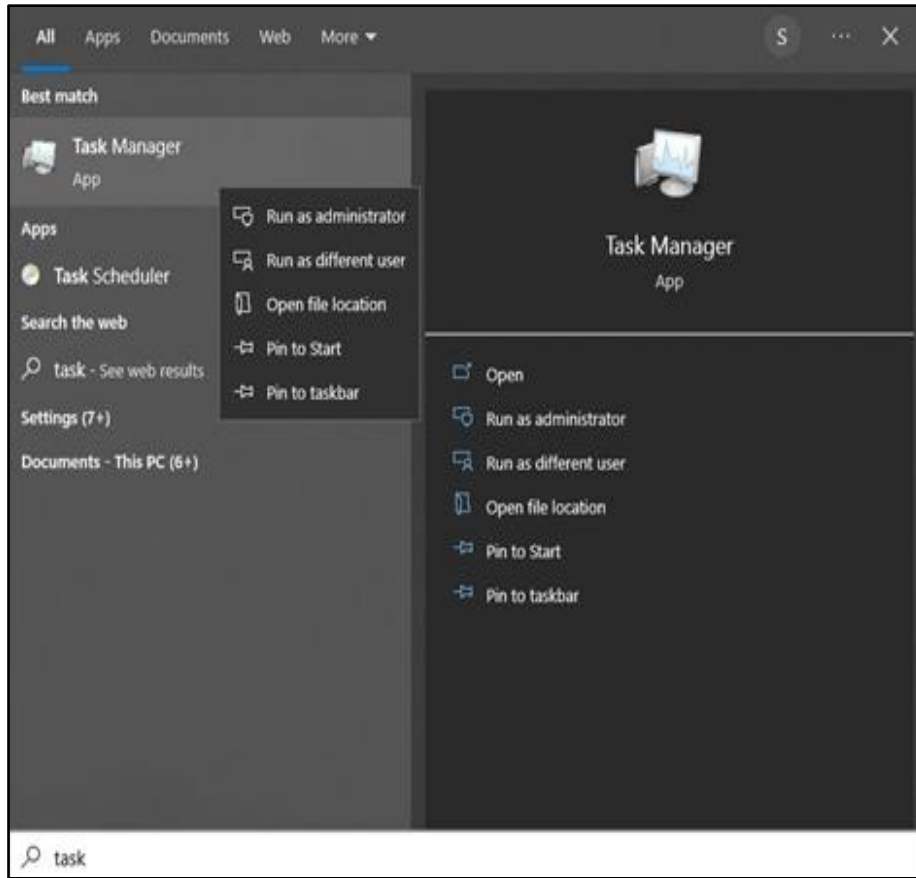 All Apps Documents Web More S ... X
Best match
Task Manager
App
Run as administrator
Run as different user
Open file location
Pin to Start
Pin to taskbar
Apps
Task Scheduler
Search the web
task - See web results
Settings (7+)
Documents - This PC (6+)
Task Manager
App
Open
Run as administrator
Run as different user
Open file location
Pin to Start
Pin to taskbar
task